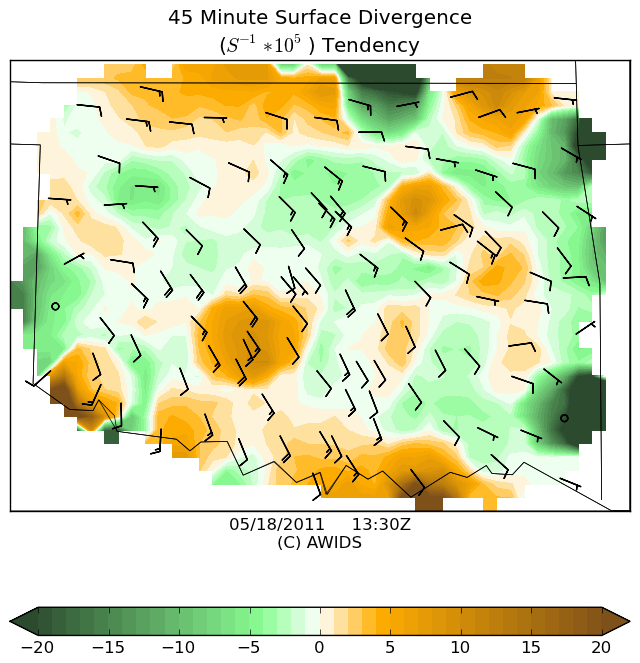 45 Minute Surface Divergence
(S⁻¹ *10⁵ ) Tendency
05/18/2011 13:30Z
(C) AWIDS
−20 −15 −10 −5 0 5 10 15 20